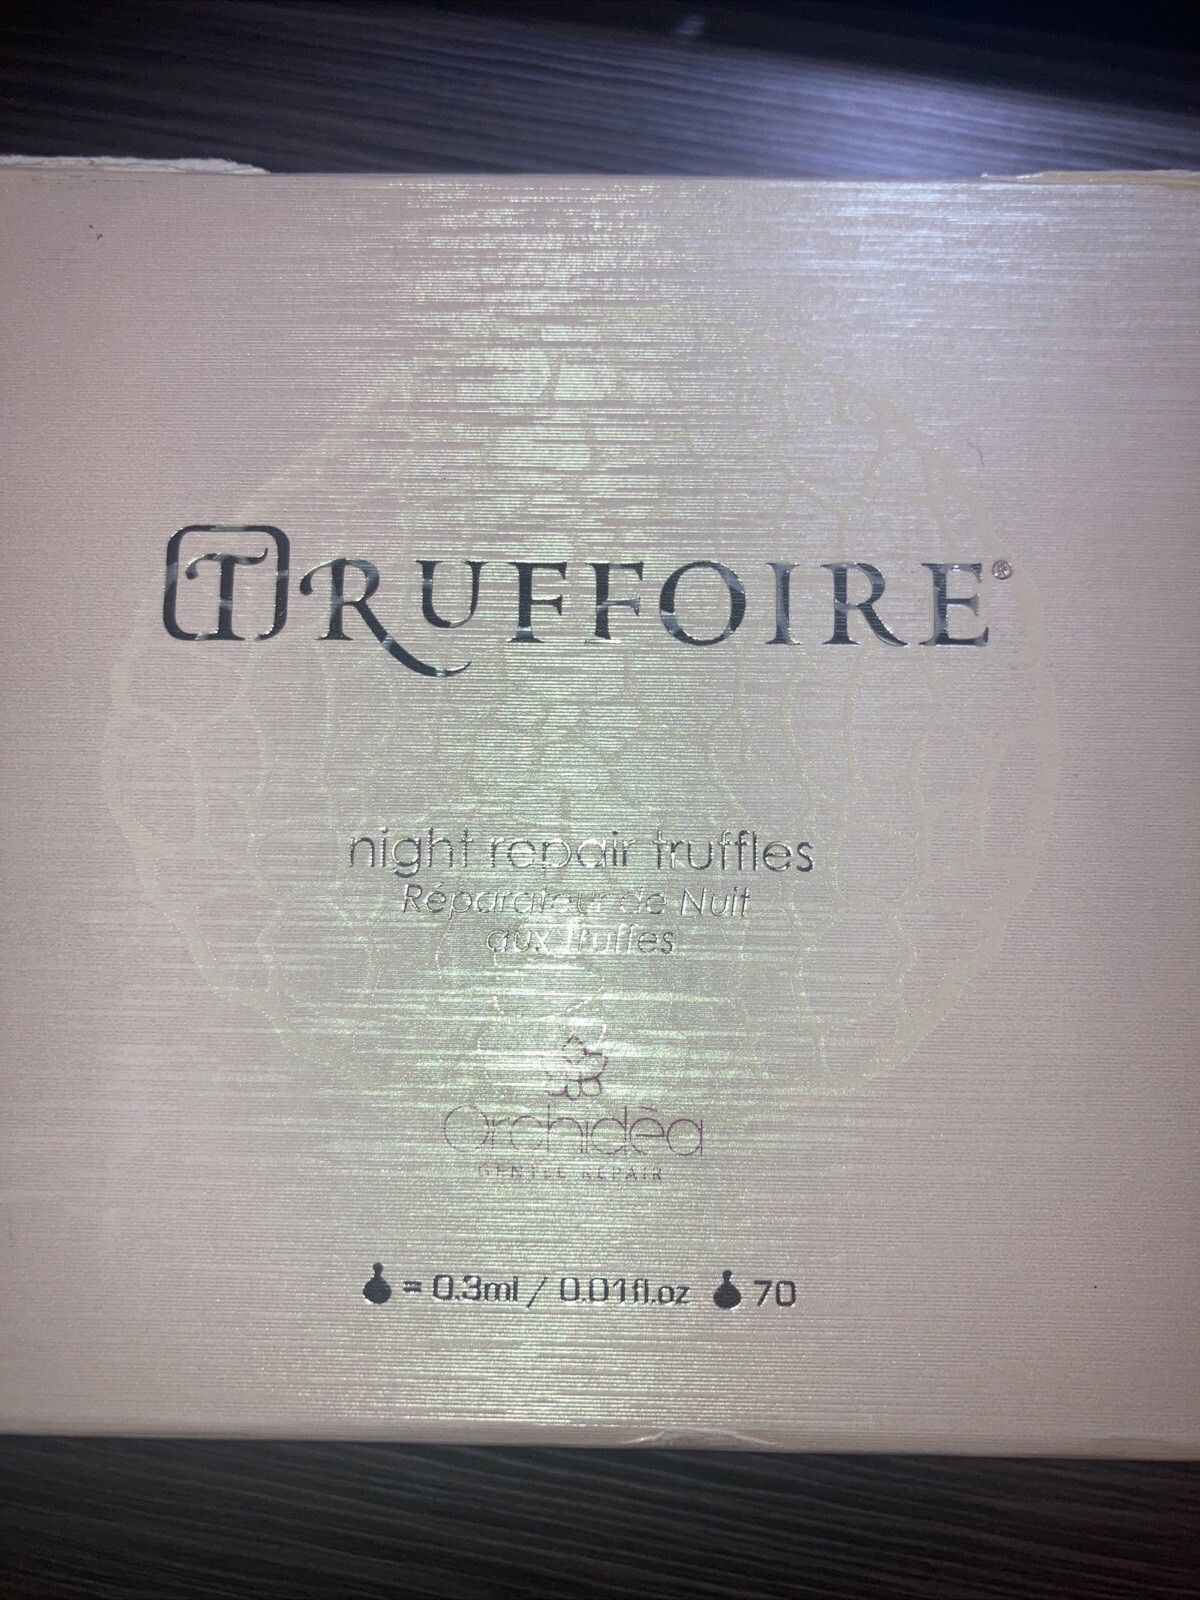 TRUFFOIRE®
night repair truffles
Réparateur de Nuit
aux Truffes
Orchidēa
GENTLE REPAIR
= 0.3ml / 0.01fl.oz 70